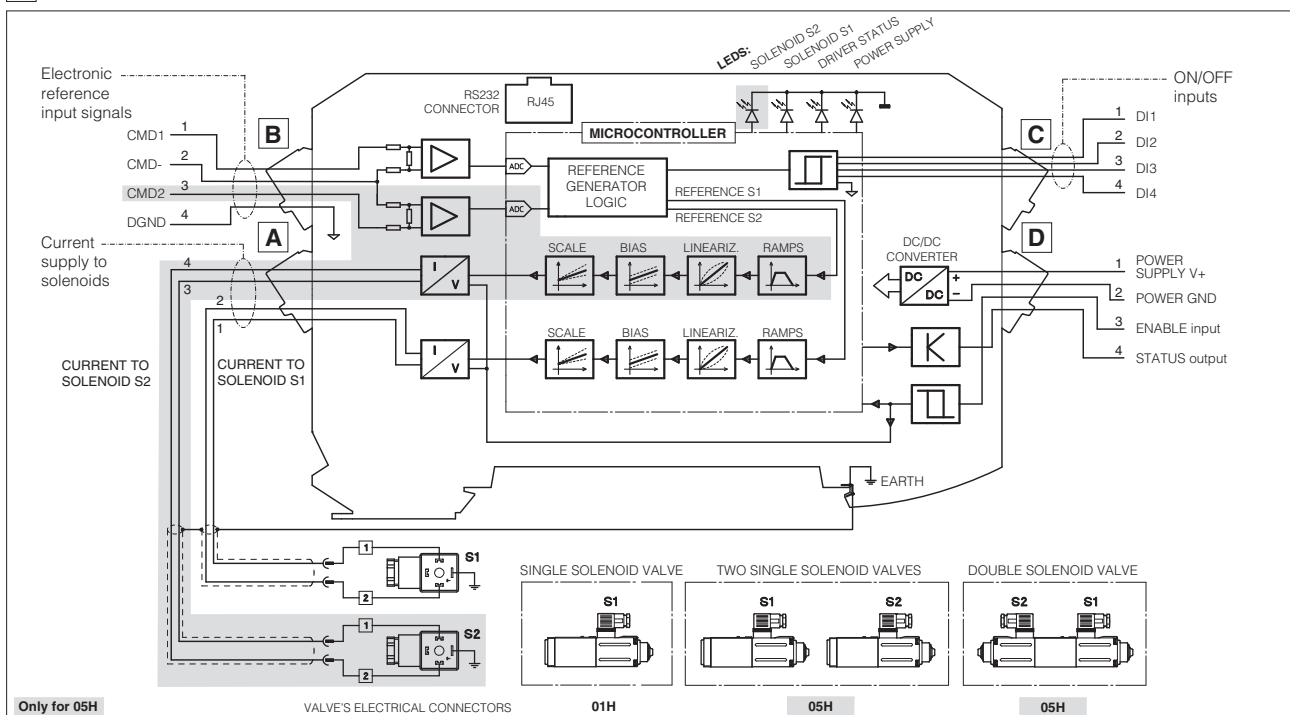 LEDS:
SOLENOID S2
SOLENOID S1
DRIVER STATUS
POWER SUPPLY
Electronic
reference
input signals
RS232
CONNECTOR
RJ45
ON/OFF
inputs
CMD1 1
CMD- 2
CMD2 3
DGND 4
B
MICROCONTROLLER
C
1 DI1
2 DI2
3 DI3
4 DI4
ADC
ADC
REFERENCE
GENERATOR
LOGIC
REFERENCE S1
REFERENCE S2
Current
supply to
solenoids
A
4
3
2
1
I
V
SCALE
BIAS
LINEARIZ.
RAMPS
DC/DC
CONVERTER
DC
DC
+
–
D
1 POWER
SUPPLY V+
2 POWER GND
3 ENABLE input
4 STATUS output
CURRENT TO
SOLENOID S2
CURRENT TO
SOLENOID S1
I
V
SCALE
BIAS
LINEARIZ.
RAMPS
K
EARTH
1
2
S1
1
2
S2
SINGLE SOLENOID VALVE
S1
TWO SINGLE SOLENOID VALVES
S1
S2
DOUBLE SOLENOID VALVE
S2
S1
Only for 05H
VALVE'S ELECTRICAL CONNECTORS
01H
05H
05H